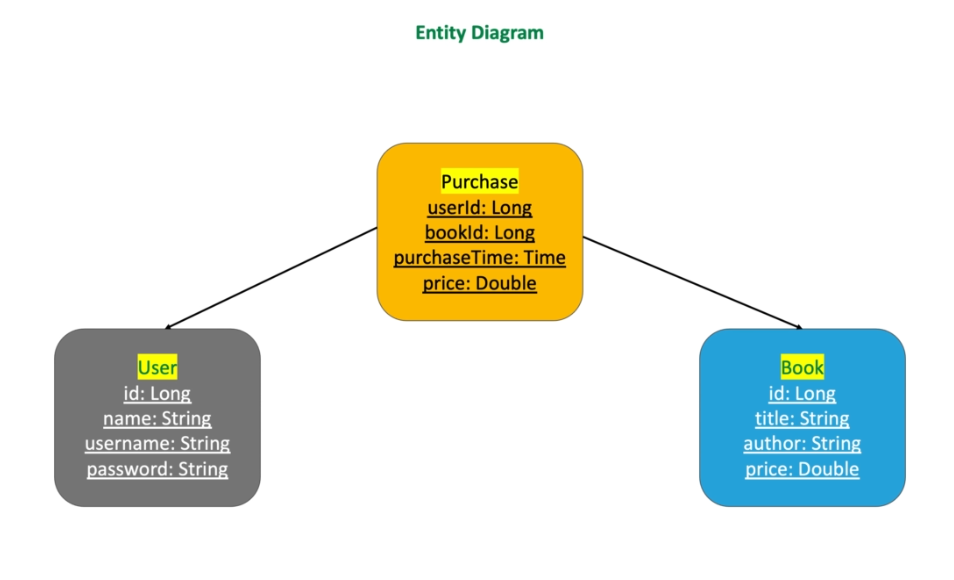 Entity Diagram
Purchase
userId: Long
bookId: Long
purchaseTime: Time
price: Double
User
id: Long
name: String
username: String
password: String
Book
id: Long
title: String
author: String
price: Double